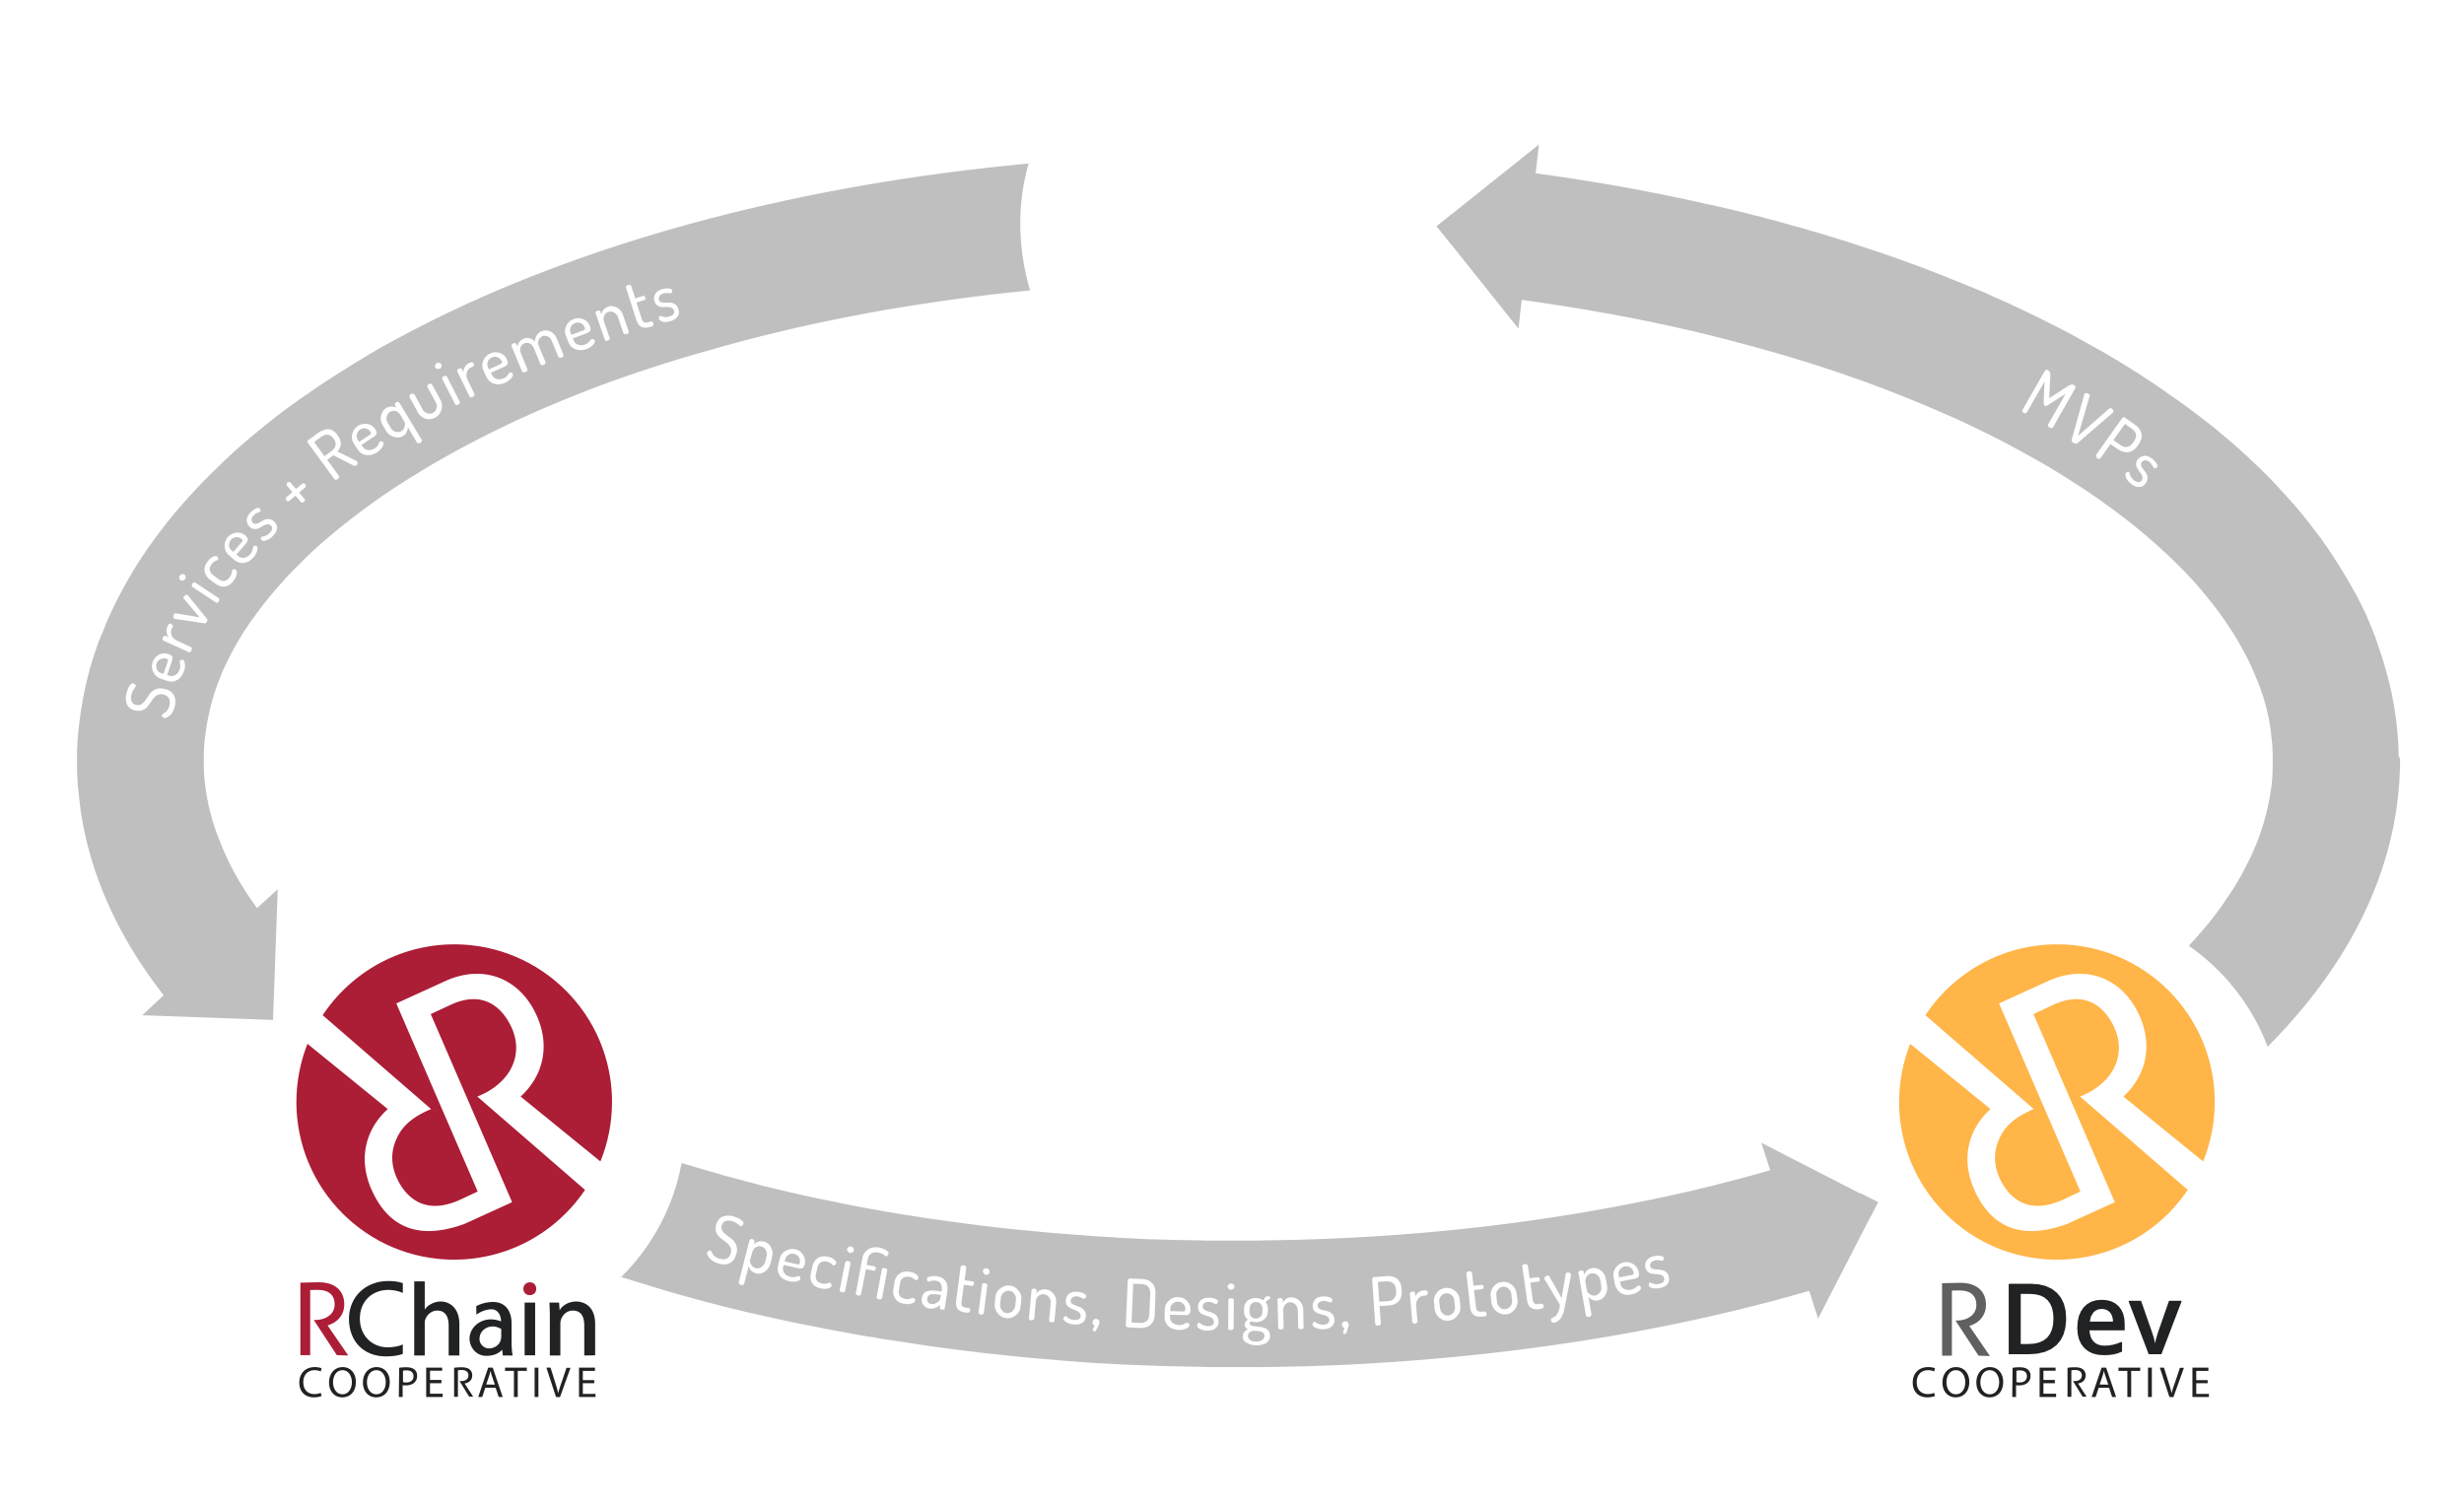 Services + Requirements
MVPs
Specifications, Designs, Prototypes
RChain
COOPERATIVE
RDev
COOPERATIVE